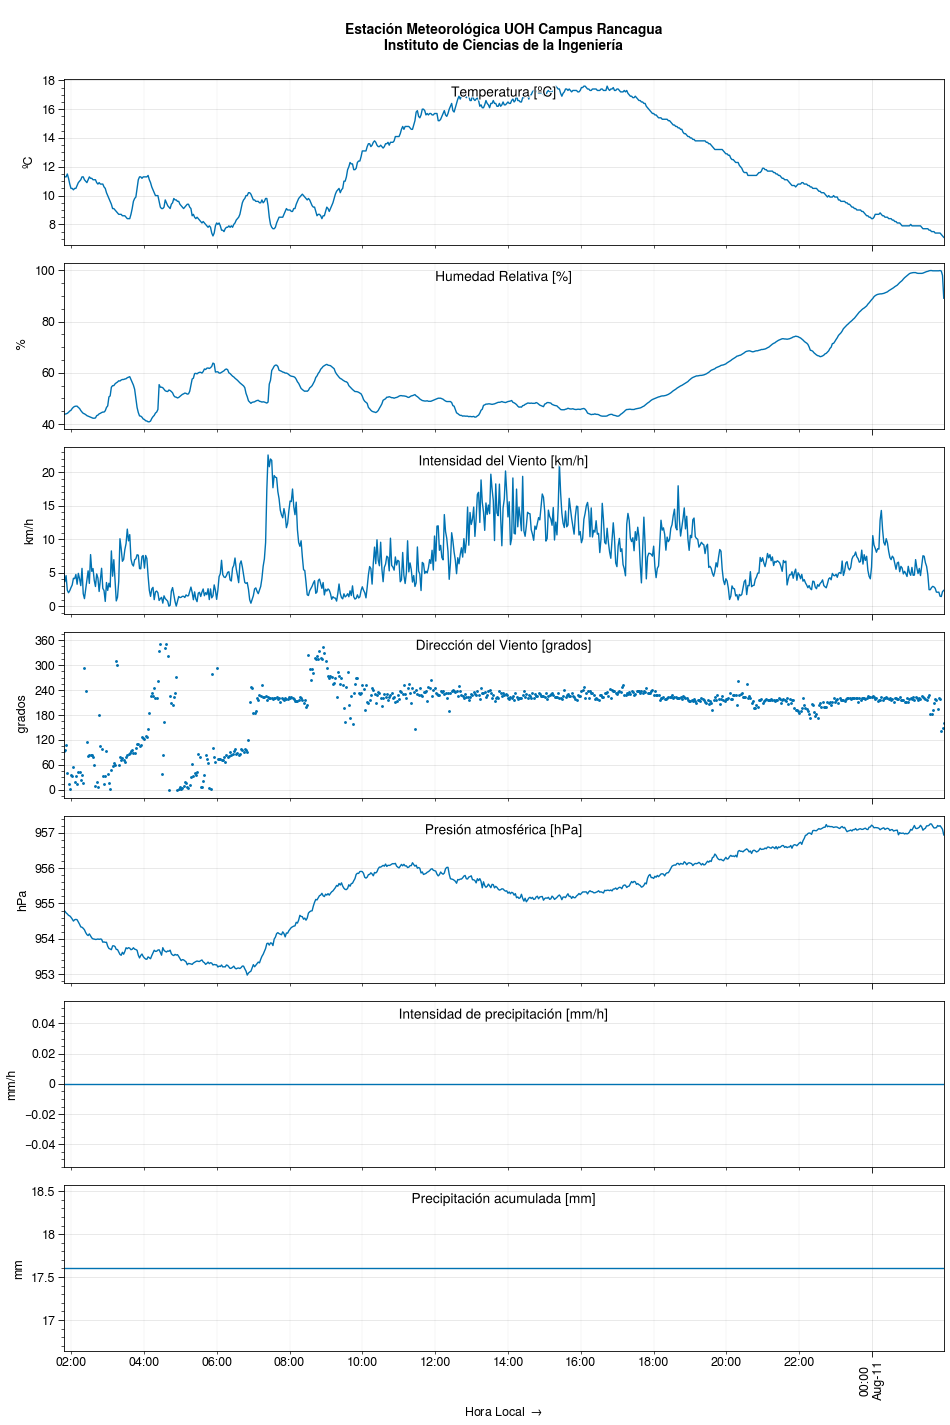 Estación Meteorológica UOH Campus Rancagua
Instituto de Ciencias de la Ingeniería
Temperatura [ºC]
ºC
18
16
14
12
10
8
Humedad Relativa [%]
%
100
80
60
40
Intensidad del Viento [km/h]
km/h
20
15
10
5
0
Dirección del Viento [grados]
grados
360
300
240
180
120
60
0
Presión atmosférica [hPa]
hPa
957
956
955
954
953
Intensidad de precipitación [mm/h]
mm/h
0.04
0.02
0
−0.02
−0.04
Precipitación acumulada [mm]
mm
18.5
18
17.5
17
02:00 04:00 06:00 08:00 10:00 12:00 14:00 16:00 18:00 20:00 22:00 00:00
Aug-11
Hora Local →